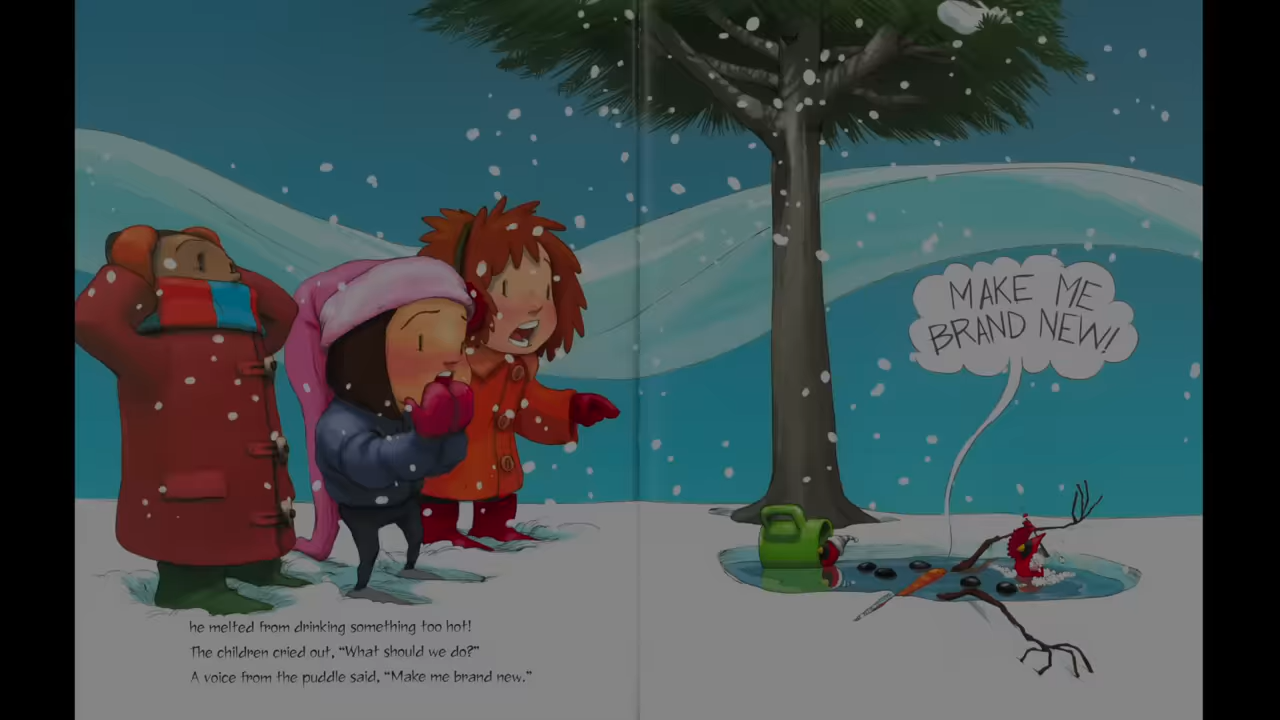 MAKE ME
BRAND NEW!
he melted from drinking something too hot!
The children cried out, “What should we do?”
A voice from the puddle said, “Make me brand new.”